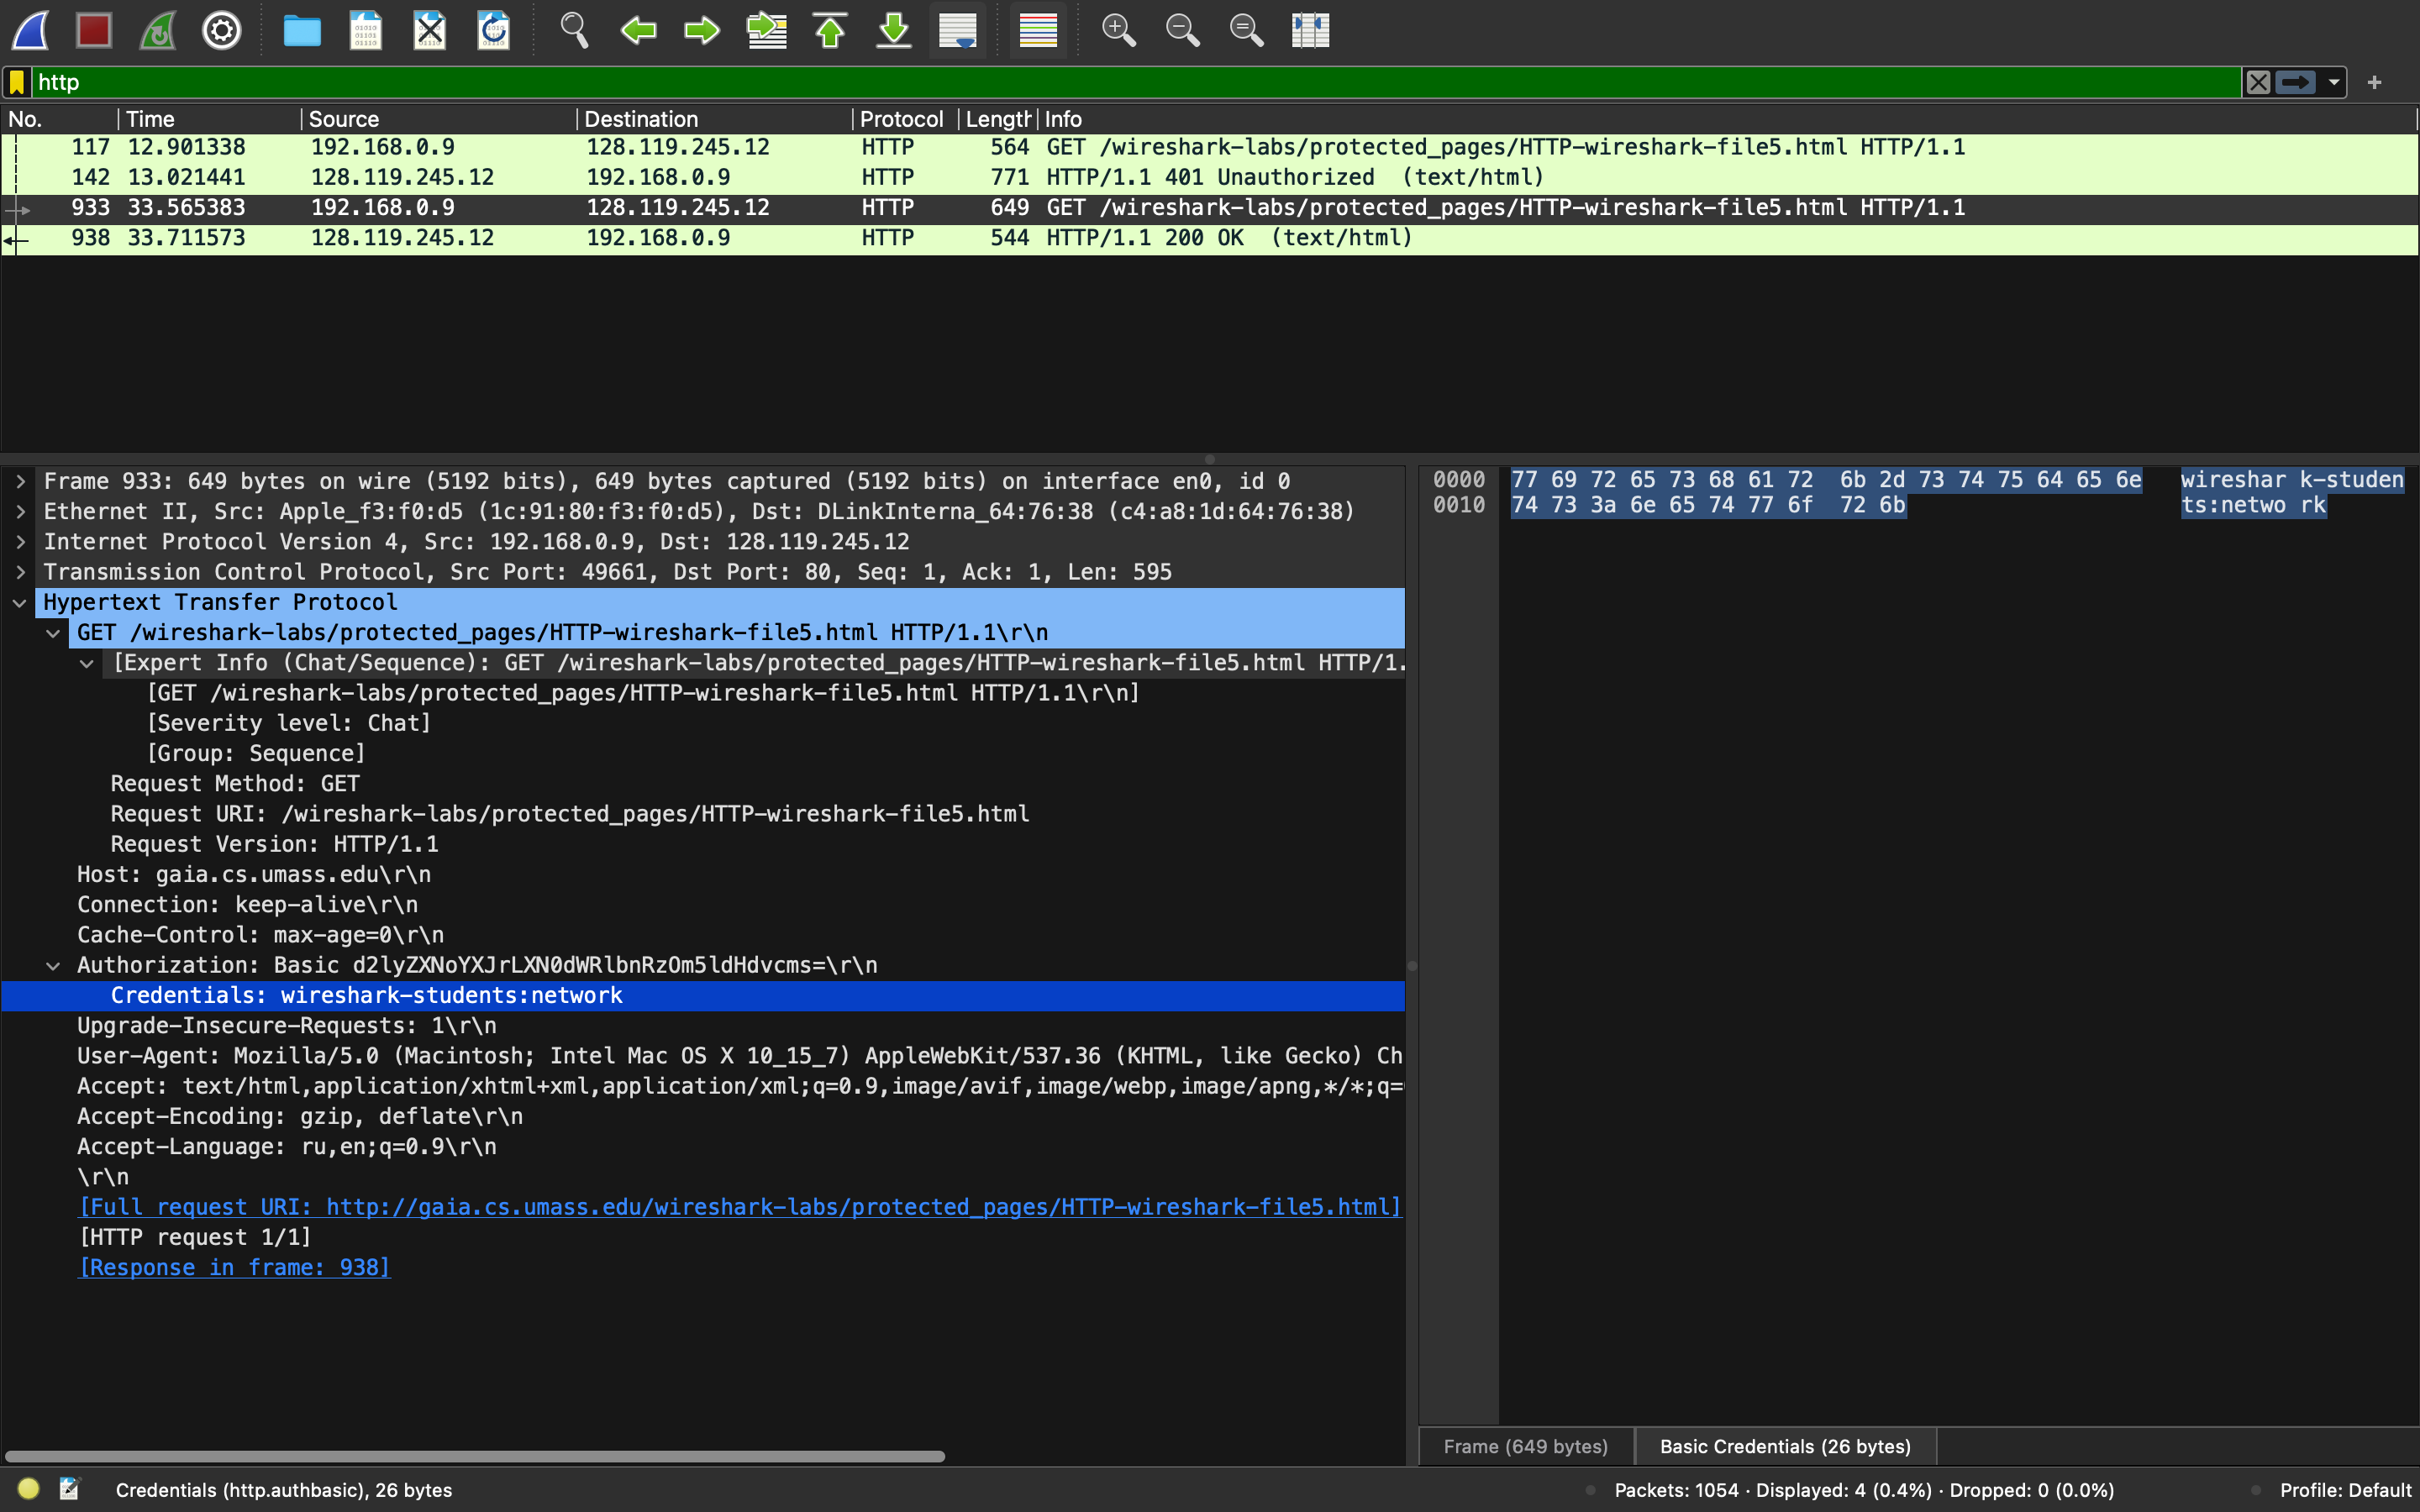 http
No. Time Source Destination Protocol Length Info
117 12.901338 192.168.0.9 128.119.245.12 HTTP 564 GET /wireshark-labs/protected_pages/HTTP-wireshark-file5.html HTTP/1.1
142 13.021441 128.119.245.12 192.168.0.9 HTTP 771 HTTP/1.1 401 Unauthorized (text/html)
933 33.565383 192.168.0.9 128.119.245.12 HTTP 649 GET /wireshark-labs/protected_pages/HTTP-wireshark-file5.html HTTP/1.1
938 33.711573 128.119.245.12 192.168.0.9 HTTP 544 HTTP/1.1 200 OK (text/html)
Frame 933: 649 bytes on wire (5192 bits), 649 bytes captured (5192 bits) on interface en0, id 0
Ethernet II, Src: Apple_f3:f0:d5 (1c:91:80:f3:f0:d5), Dst: DLinkInterna_64:76:38 (c4:a8:1d:64:76:38)
Internet Protocol Version 4, Src: 192.168.0.9, Dst: 128.119.245.12
Transmission Control Protocol, Src Port: 49661, Dst Port: 80, Seq: 1, Ack: 1, Len: 595
Hypertext Transfer Protocol
GET /wireshark-labs/protected_pages/HTTP-wireshark-file5.html HTTP/1.1\r\n
[Expert Info (Chat/Sequence): GET /wireshark-labs/protected_pages/HTTP-wireshark-file5.html HTTP/1.
[GET /wireshark-labs/protected_pages/HTTP-wireshark-file5.html HTTP/1.1\r\n]
[Severity level: Chat]
[Group: Sequence]
Request Method: GET
Request URI: /wireshark-labs/protected_pages/HTTP-wireshark-file5.html
Request Version: HTTP/1.1
Host: gaia.cs.umass.edu\r\n
Connection: keep-alive\r\n
Cache-Control: max-age=0\r\n
Authorization: Basic d2lyZXNoYXJrLXN0dWRlbnRzOm5ldHdvcms=\r\n
Credentials: wireshark-students:network
Upgrade-Insecure-Requests: 1\r\n
User-Agent: Mozilla/5.0 (Macintosh; Intel Mac OS X 10_15_7) AppleWebKit/537.36 (KHTML, like Gecko) Ch
Accept: text/html,application/xhtml+xml,application/xml;q=0.9,image/avif,image/webp,image/apng,*/*;q=
Accept-Encoding: gzip, deflate\r\n
Accept-Language: ru,en;q=0.9\r\n
\r\n
[Full request URI: http://gaia.cs.umass.edu/wireshark-labs/protected_pages/HTTP-wireshark-file5.html]
[HTTP request 1/1]
[Response in frame: 938]
0000 77 69 72 65 73 68 61 72 6b 2d 73 74 75 64 65 6e wireshar k-studen
0010 74 73 3a 6e 65 74 77 6f 72 6b ts:netwo rk
Frame (649 bytes) Basic Credentials (26 bytes)
Credentials (http.authbasic), 26 bytes Packets: 1054 · Displayed: 4 (0.4%) · Dropped: 0 (0.0%) Profile: Default